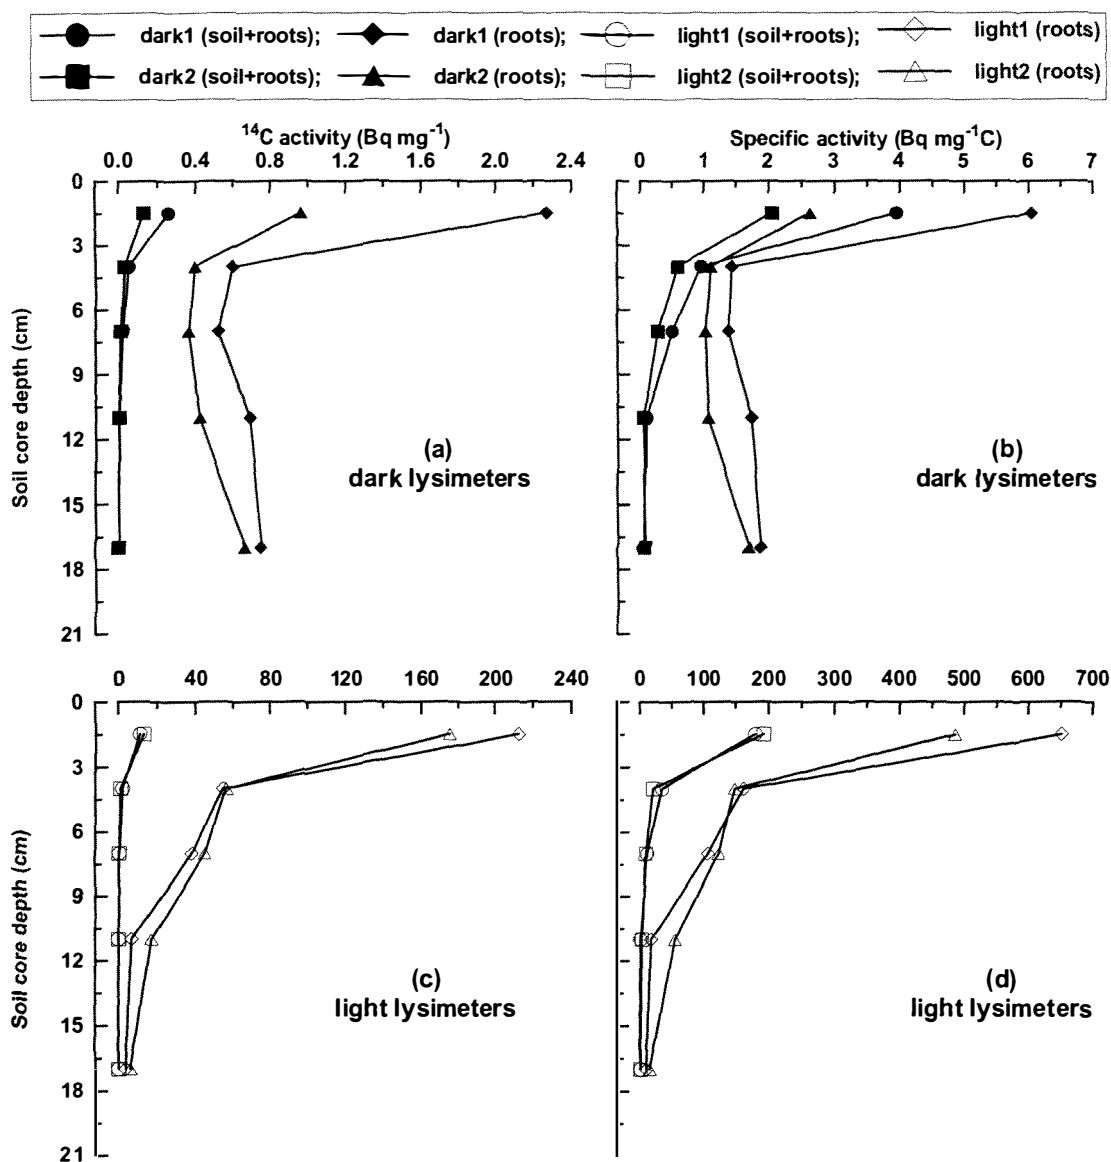 dark1 (soil+roots); dark1 (roots); light1 (soil+roots); light1 (roots)
dark2 (soil+roots); dark2 (roots); light2 (soil+roots); light2 (roots)
¹⁴C activity (Bq mg⁻¹)
0.0 0.4 0.8 1.2 1.6 2.0 2.4
0
3
6
9
12
15
18
21
Soil core depth (cm)
(a)
dark lysimeters
Specific activity (Bq mg⁻¹C)
0 1 2 3 4 5 6 7
(b)
dark lysimeters
0 40 80 120 160 200 240
0
3
6
9
12
15
18
21
Soil core depth (cm)
(c)
light lysimeters
0 100 200 300 400 500 600 700
(d)
light lysimeters